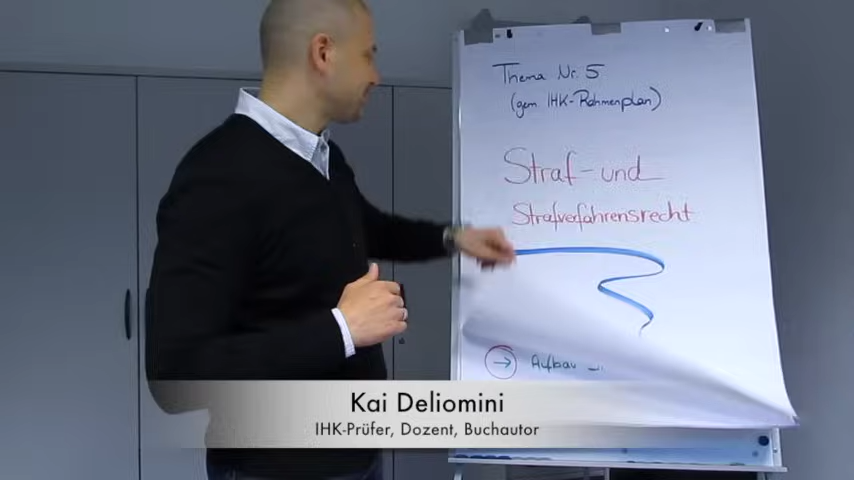 Thema Nr. 5
(gem IHK-Rahmenplan)
Straf- und
Strafverfahrensrecht
Aufbau
Kai Deliomini
IHK-Prüfer, Dozent, Buchautor